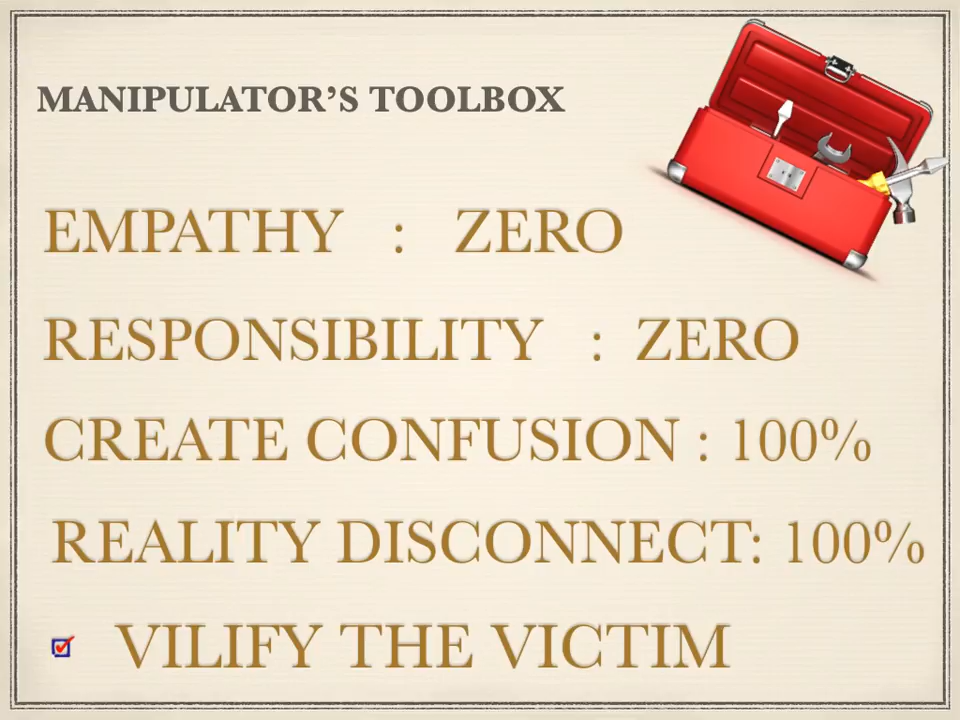 MANIPULATOR’S TOOLBOX
EMPATHY : ZERO
RESPONSIBILITY : ZERO
CREATE CONFUSION : 100%
REALITY DISCONNECT: 100%
VILIFY THE VICTIM